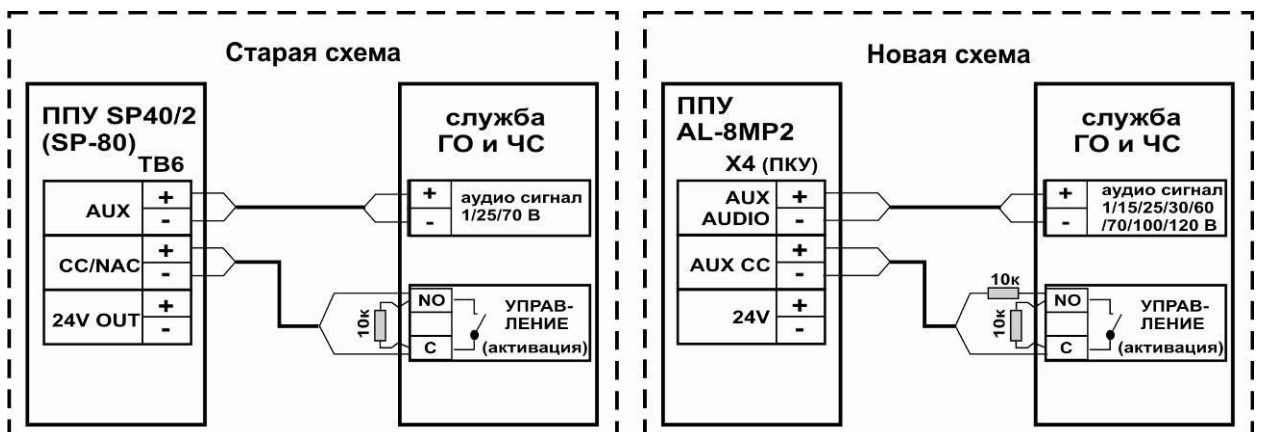 Старая схема
ППУ SP40/2
(SP-80)
TB6
AUX
+
-
CC/NAC
+
-
24V OUT
+
-
служба
ГО и ЧС
+
-
аудио сигнал
1/25/70 В
10к
NO
C
УПРАВ-
ЛЕНИЕ
(активация)
Новая схема
ППУ
AL-8MP2
X4 (ПКУ)
AUX
AUDIO
+
-
AUX CC
+
-
24V
+
-
служба
ГО и ЧС
+
-
аудио сигнал
1/15/25/30/60
/70/100/120 В
10к
10к
NO
C
УПРАВ-
ЛЕНИЕ
(активация)